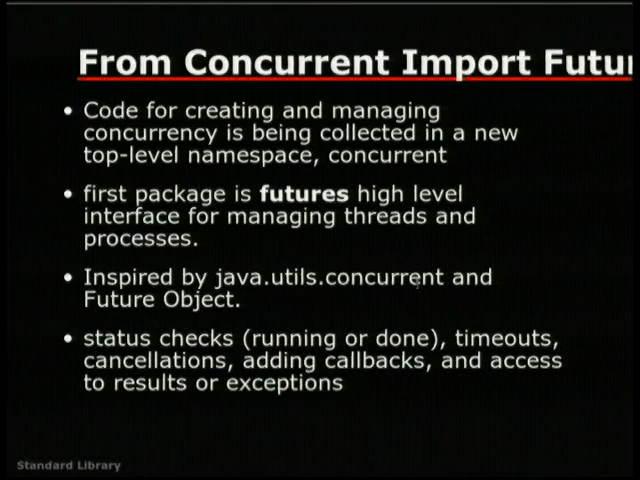 From Concurrent Import Futu
• Code for creating and managing
concurrency is being collected in a new
top-level namespace, concurrent
• first package is futures high level
interface for managing threads and
processes.
• Inspired by java.utils.concurrent and
Future Object.
• status checks (running or done), timeouts,
cancellations, adding callbacks, and access
to results or exceptions
Standard Library